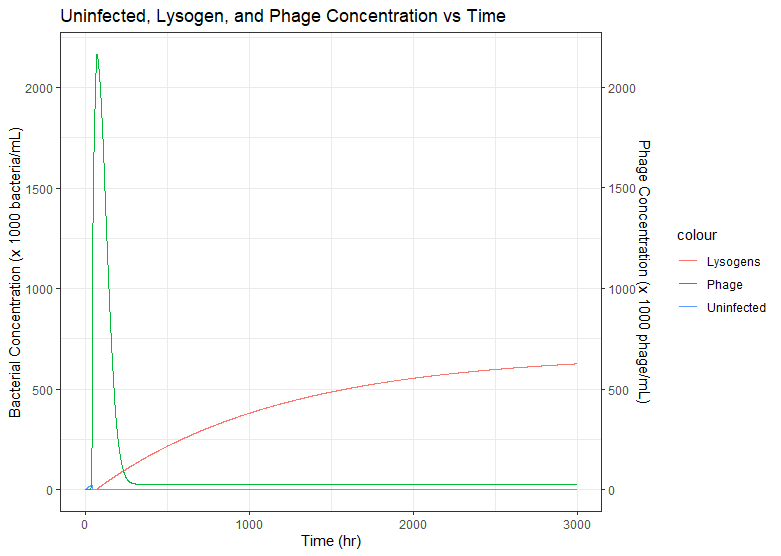 Uninfected, Lysogen, and Phage Concentration vs Time
Bacterial Concentration (x 1000 bacteria/mL)
2000
1500
1000
500
0
2000
1500
1000
500
0
Phage Concentration (x 1000 phage/mL)
0
1000
2000
3000
Time (hr)
colour
Lysogens
Phage
Uninfected